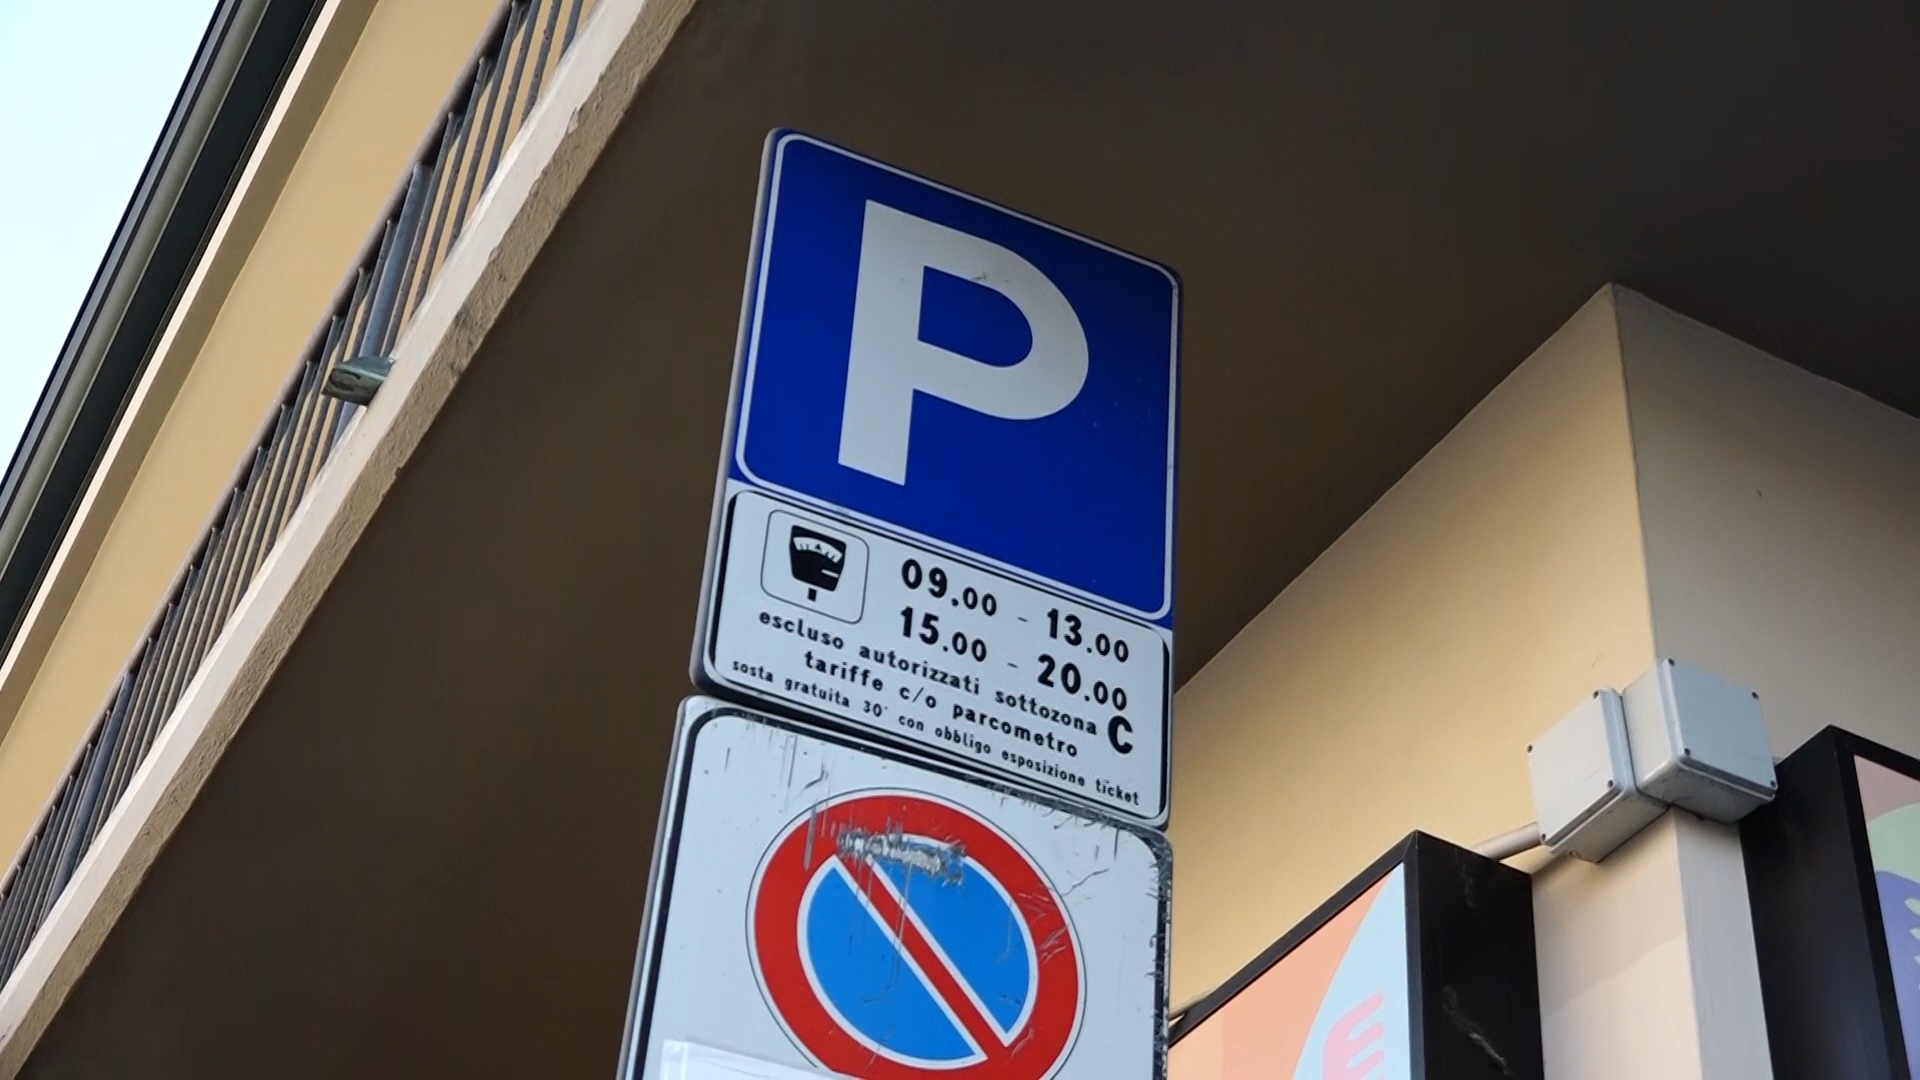 P
09.00 - 13.00
15.00 - 20.00
escluso autorizzati sottozona C
tariffe c/o parcometro
sosta gratuita 30' con obbligo esposizione ticket
E